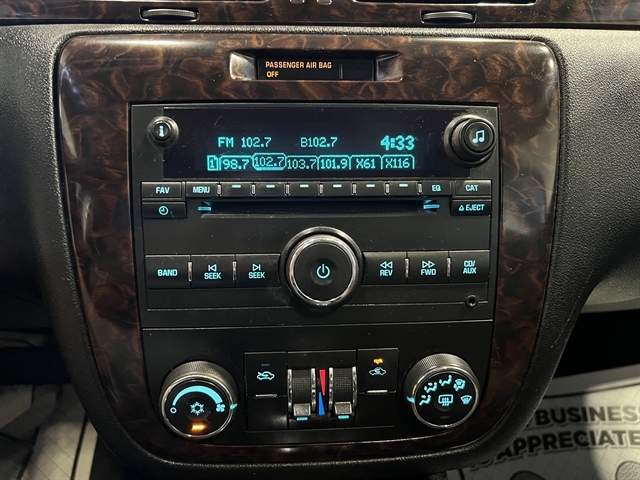 PASSENGER AIR BAG
OFF
FM 102.7 B102.7 4:33
1 98.7 102.7 103.7 101.9 X61 X116
FAV MENU EQ CAT
EJECT
BAND SEEK SEEK REV FWD CD/AUX
BUSINESS
APPRECIATE